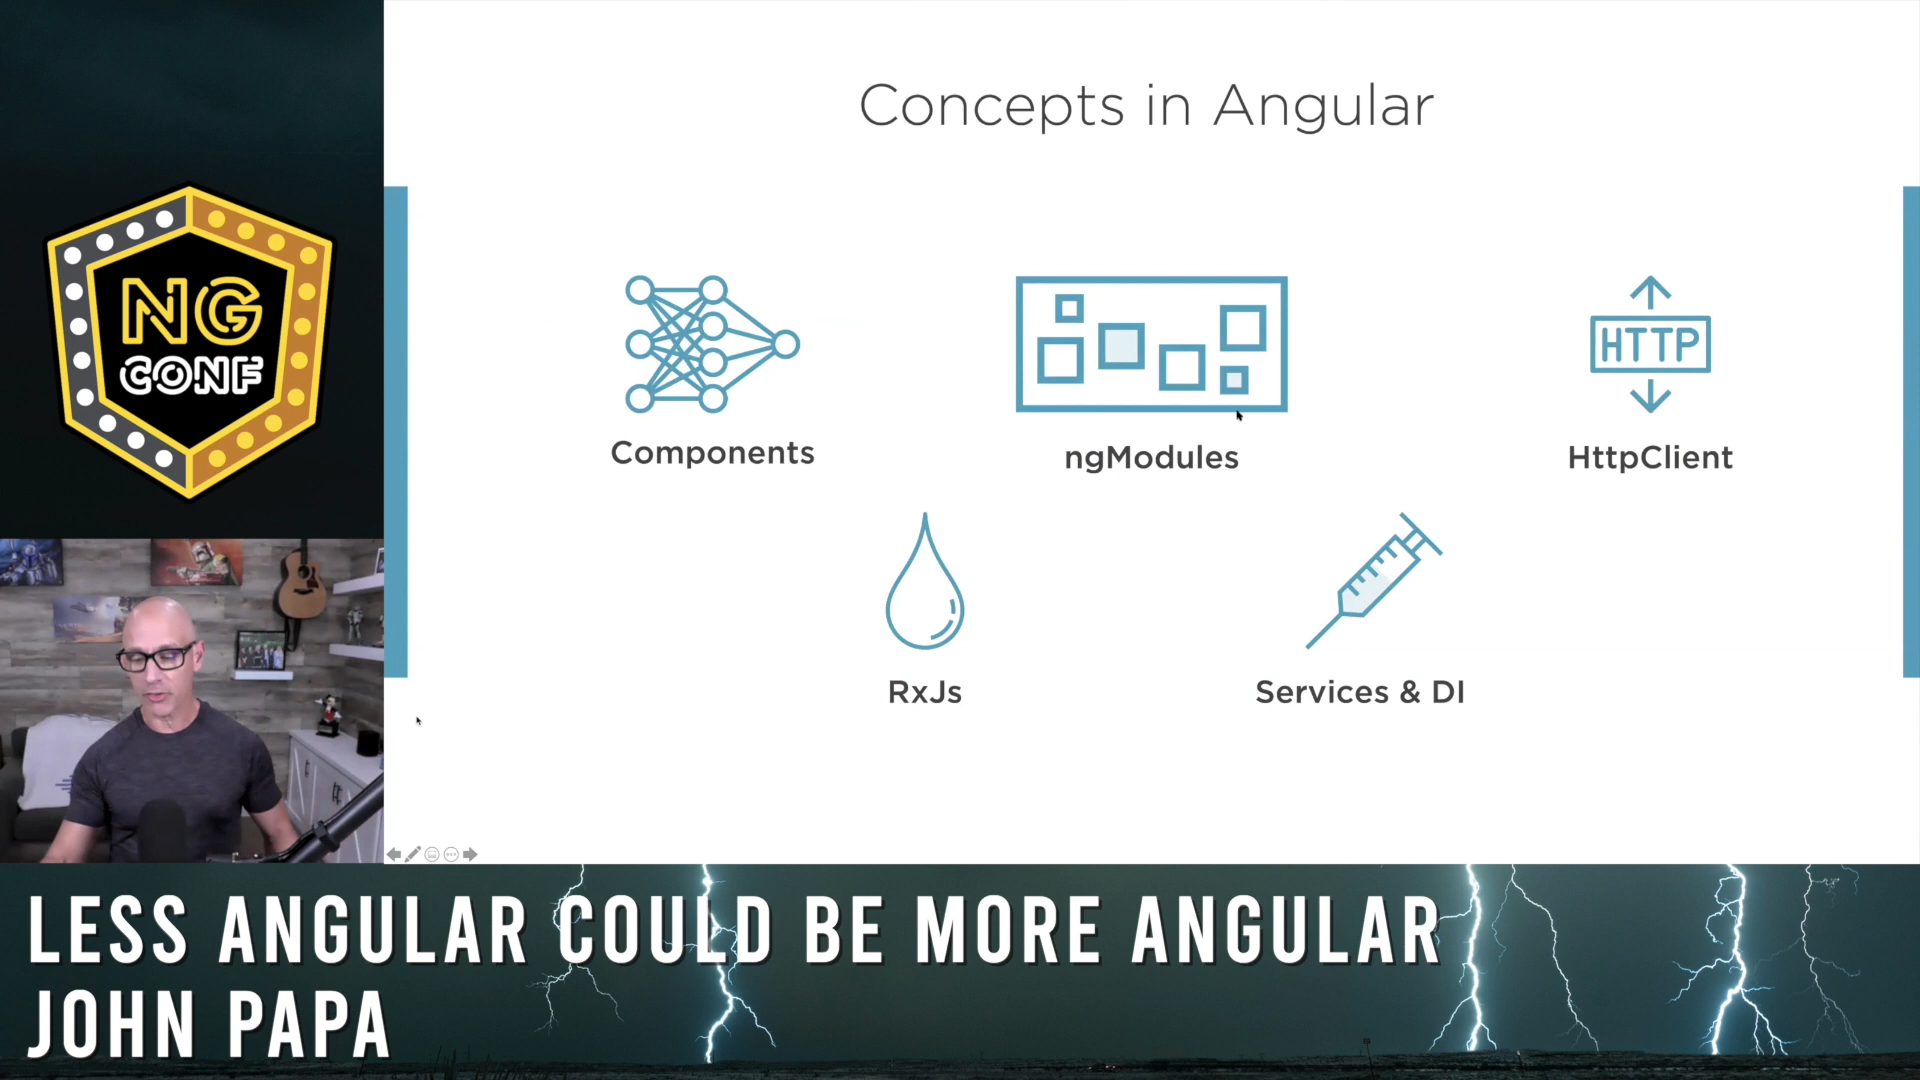 Concepts in Angular
NG
CONF
HTTP
Components
ngModules
HttpClient
RxJs
Services & DI
LESS ANGULAR COULD BE MORE ANGULAR
JOHN PAPA